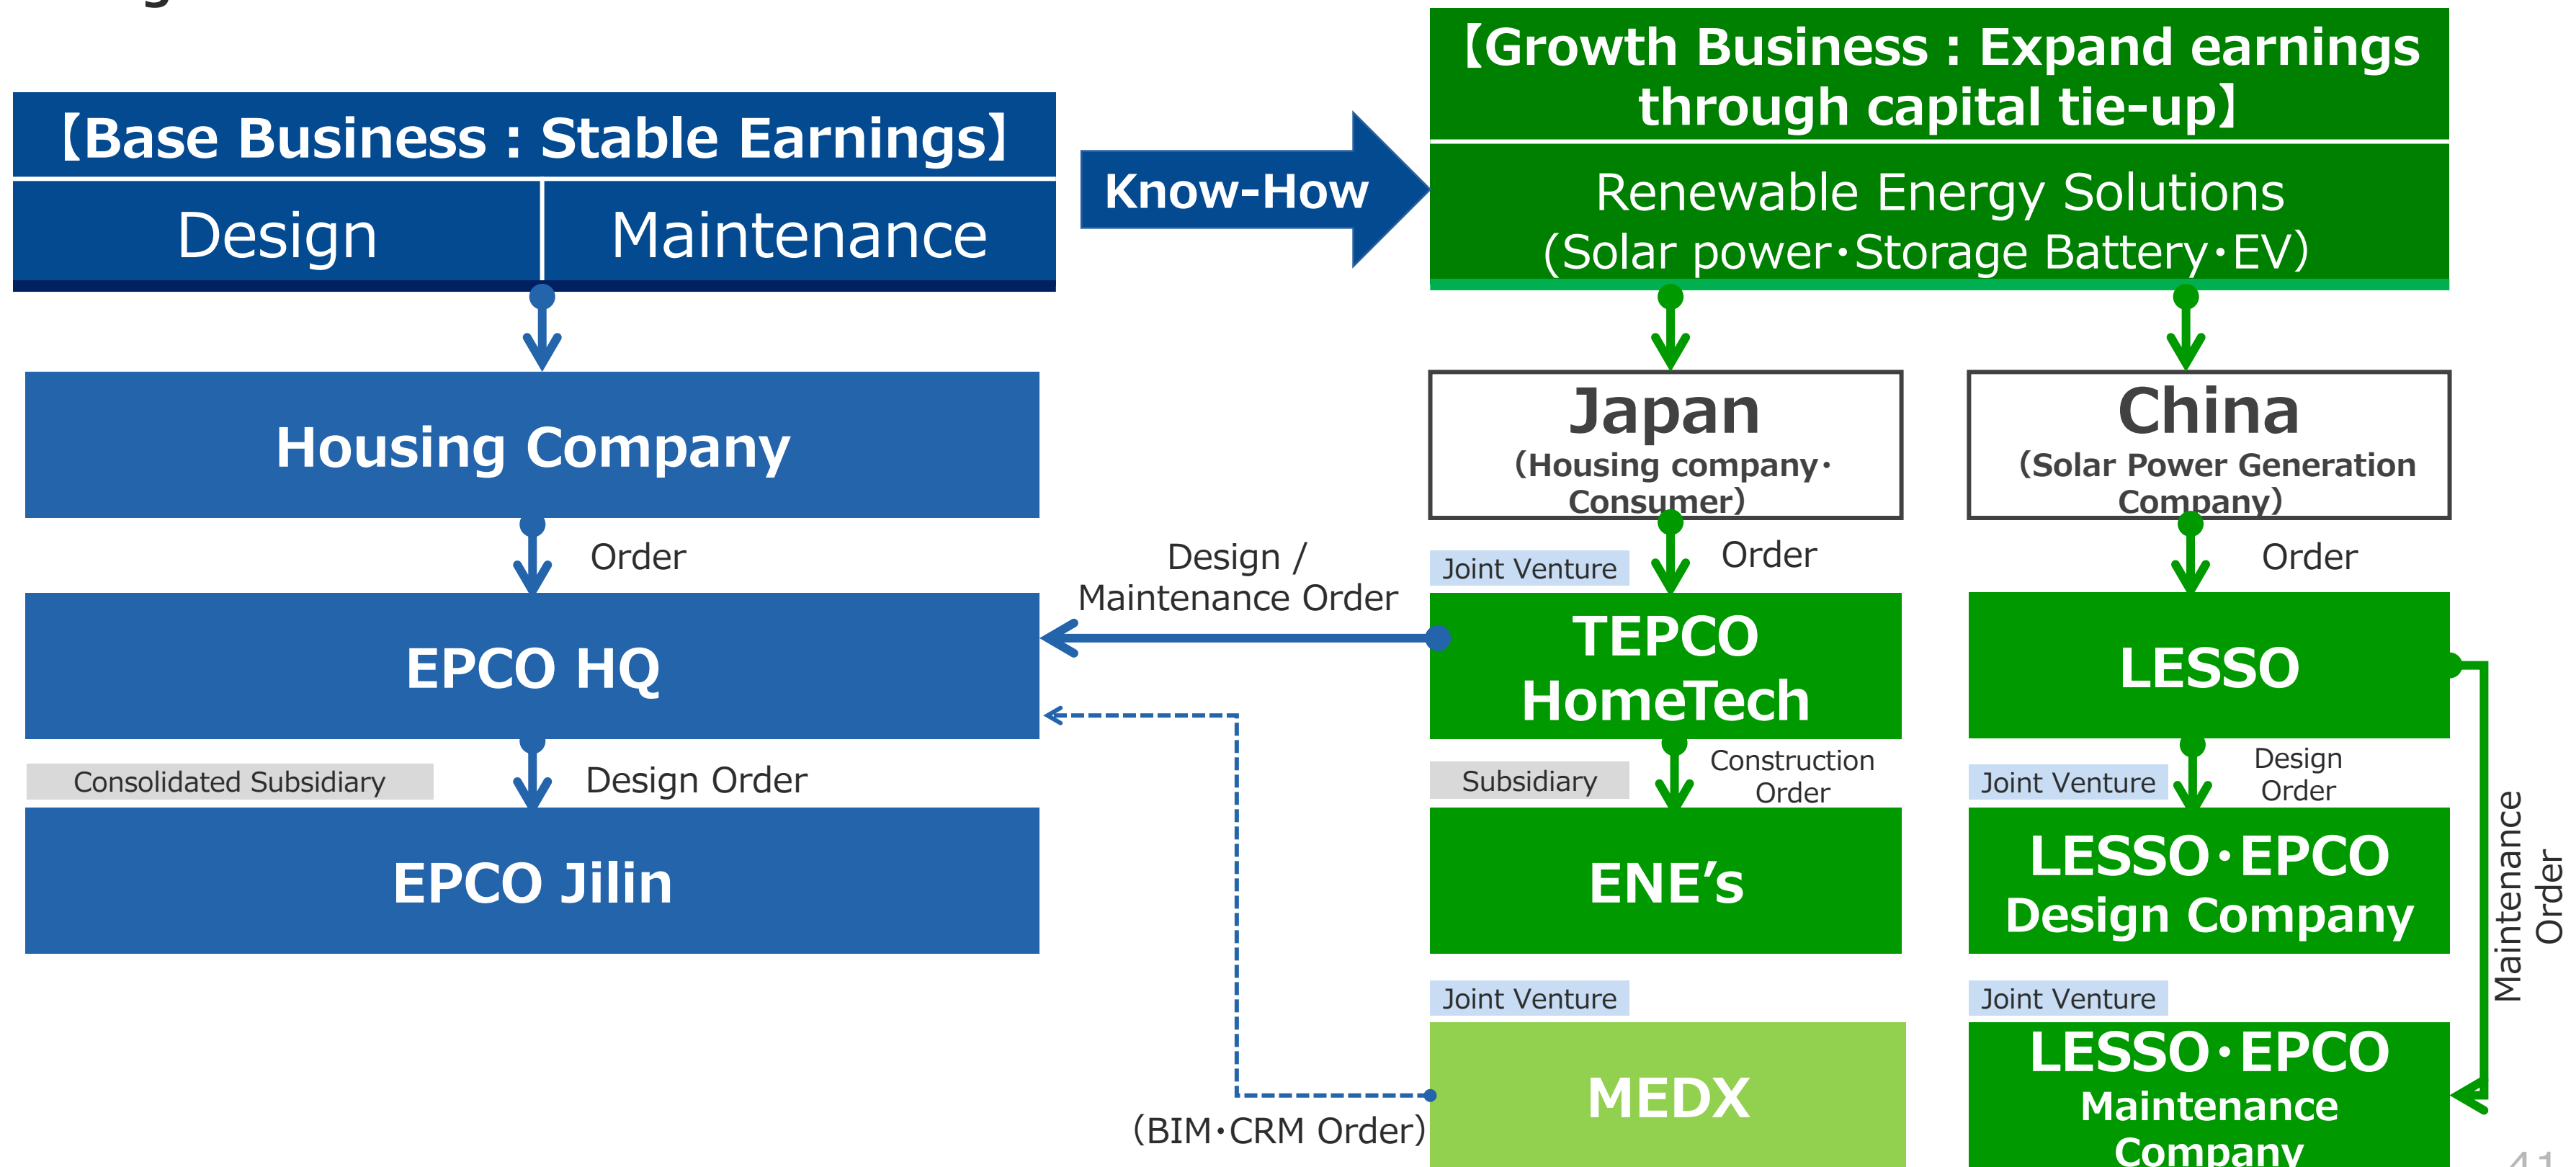 【Base Business：Stable Earnings】
Design
Maintenance
Know-How
【Growth Business：Expand earnings
through capital tie-up】
Renewable Energy Solutions
(Solar power・Storage Battery・EV）
Housing Company
Order
EPCO HQ
Consolidated Subsidiary
Design Order
EPCO Jilin
Design /
Maintenance Order
（BIM・CRM Order）
Japan
（Housing company・
Consumer）
Joint Venture
Order
TEPCO
HomeTech
Subsidiary
Construction
Order
ENE’s
Joint Venture
MEDX
China
（Solar Power Generation
Company）
Order
LESSO
Joint Venture
Design
Order
LESSO・EPCO
Design Company
Maintenance
Order
Joint Venture
LESSO・EPCO
Maintenance
Company
41